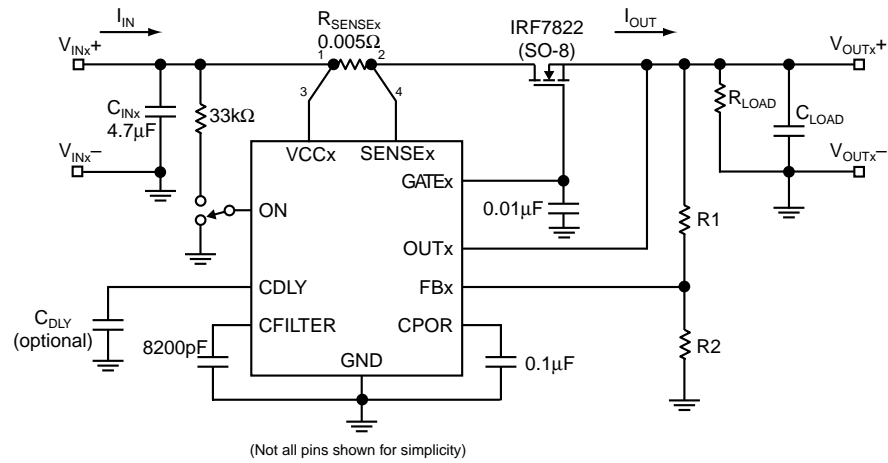 I_IN
R_SENSEx
0.005Ω
IRF7822
(SO-8)
I_OUT
V_INx+
1
2
V_OUTx+
3
4
C_INx
4.7µF
33kΩ
R_LOAD
C_LOAD
V_INx–
V_OUTx–
VCCx
SENSEx
GATEx
ON
0.01µF
R1
OUTx
CDLY
FBx
C_DLY
(optional)
CFILTER
CPOR
8200pF
0.1µF
R2
GND
(Not all pins shown for simplicity)